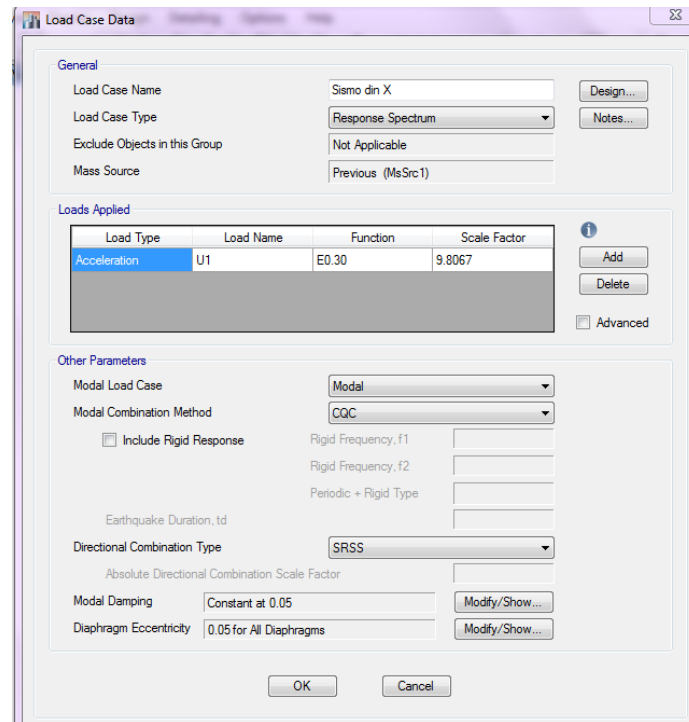 Load Case Data
Detailing Options Help
General
Load Case Name Sismo din X Design...
Load Case Type Response Spectrum Notes...
Exclude Objects in this Group Not Applicable
Mass Source Previous (MsSrc1)
Loads Applied
Load Type Load Name Function Scale Factor
Acceleration U1 E0.30 9.8067
Add
Delete
Advanced
Other Parameters
Modal Load Case Modal
Modal Combination Method CQC
Include Rigid Response Rigid Frequency, f1
Rigid Frequency, f2
Periodic + Rigid Type
Earthquake Duration, td
Directional Combination Type SRSS
Absolute Directional Combination Scale Factor
Modal Damping Constant at 0.05 Modify/Show...
Diaphragm Eccentricity 0.05 for All Diaphragms Modify/Show...
OK Cancel